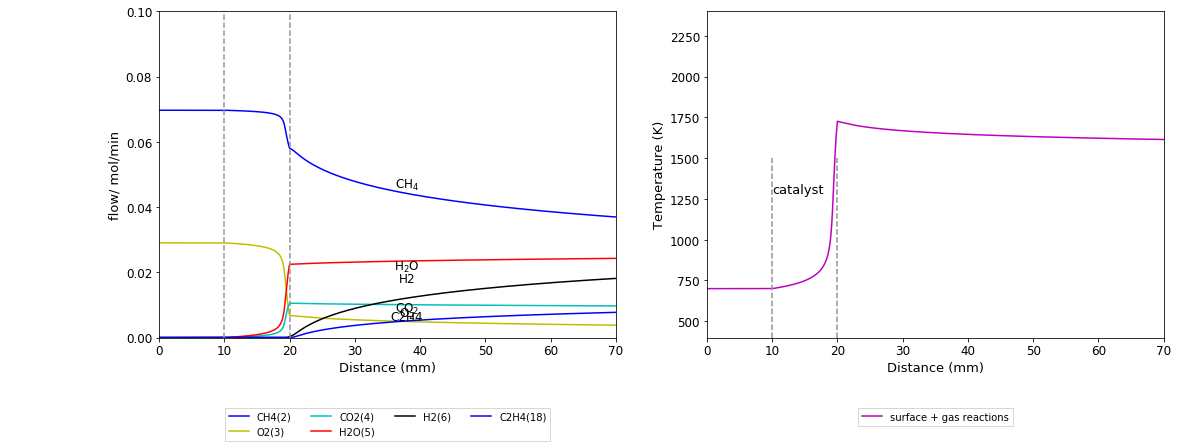 0.10
0.08
0.06
0.04
0.02
0.00
flow/ mol/min
CH₄
H₂O
H2
CO₂
C2H4
0 10 20 30 40 50 60 70
Distance (mm)
CH4(2) CO2(4) H2(6) C2H4(18)
O2(3) H2O(5)
2250
2000
1750
1500
1250
1000
750
500
Temperature (K)
catalyst
0 10 20 30 40 50 60 70
Distance (mm)
surface + gas reactions